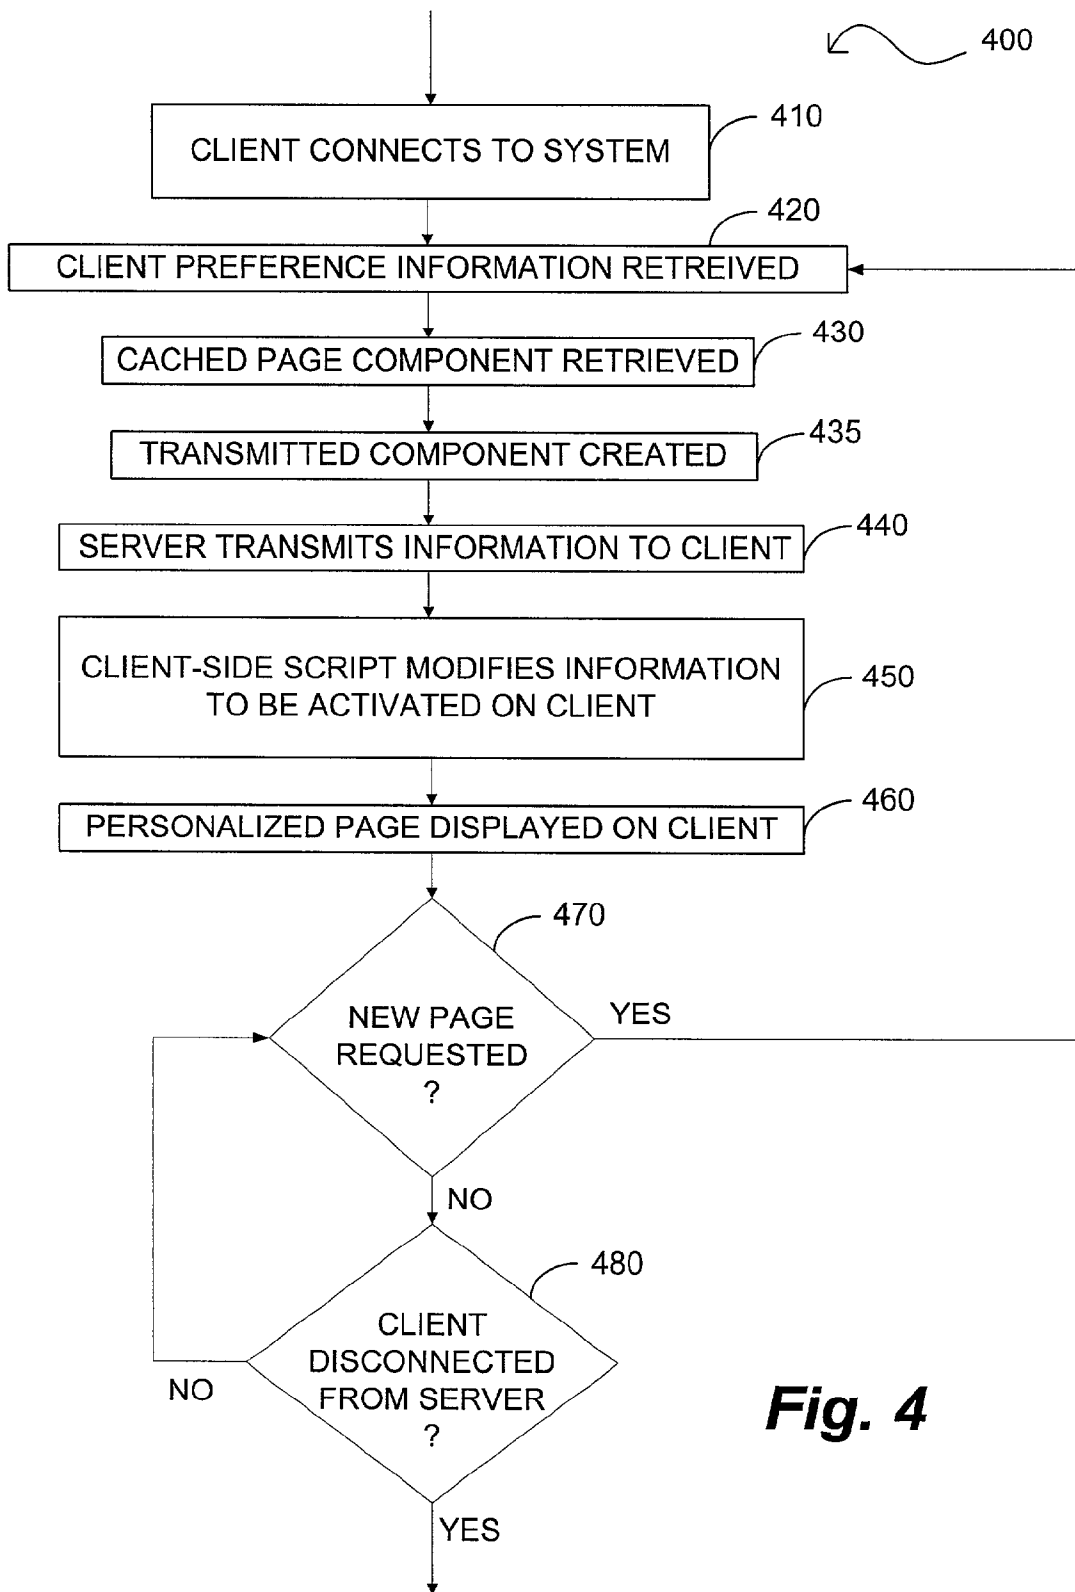 400
CLIENT CONNECTS TO SYSTEM
410
420
CLIENT PREFERENCE INFORMATION RETREIVED
430
CACHED PAGE COMPONENT RETRIEVED
435
TRANSMITTED COMPONENT CREATED
440
SERVER TRANSMITS INFORMATION TO CLIENT
CLIENT-SIDE SCRIPT MODIFIES INFORMATION
TO BE ACTIVATED ON CLIENT
450
460
PERSONALIZED PAGE DISPLAYED ON CLIENT
470
NEW PAGE
REQUESTED
?
YES
NO
480
CLIENT
DISCONNECTED
FROM SERVER
?
NO
YES
Fig. 4